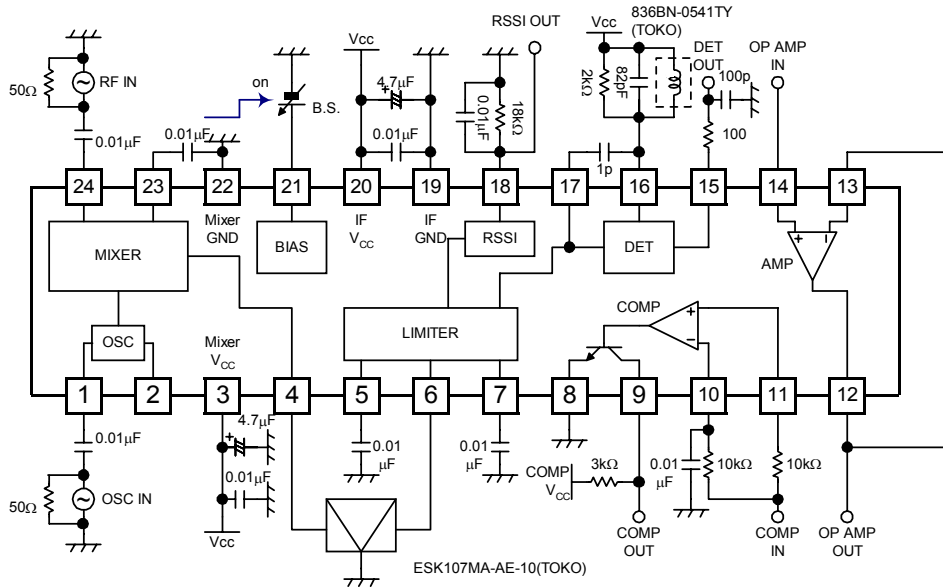 836BN-0541TY
(TOKO)
RSSI OUT
Vcc
DET
OUT
OP AMP
IN
Vcc
50Ω
RF IN
on
B.S.
4.7μF
0.01μF
18kΩ
2kΩ
82pF
100p
100
0.01μF
0.01μF
0.01μF
1p
24
23
22
21
20
19
18
17
16
15
14
13
Mixer
GND
IF
VCC
IF
GND
MIXER
BIAS
RSSI
DET
+
−
AMP
OSC
Mixer
VCC
LIMITER
COMP
+
−
1
2
3
4
5
6
7
8
9
10
11
12
0.01μF
+
4.7μF
0.01μF
Vcc
50Ω
OSC IN
0.01
μF
0.01
μF
COMP
VCC
3kΩ
0.01
μF
10kΩ
10kΩ
COMP
OUT
COMP
IN
OP AMP
OUT
ESK107MA-AE-10(TOKO)